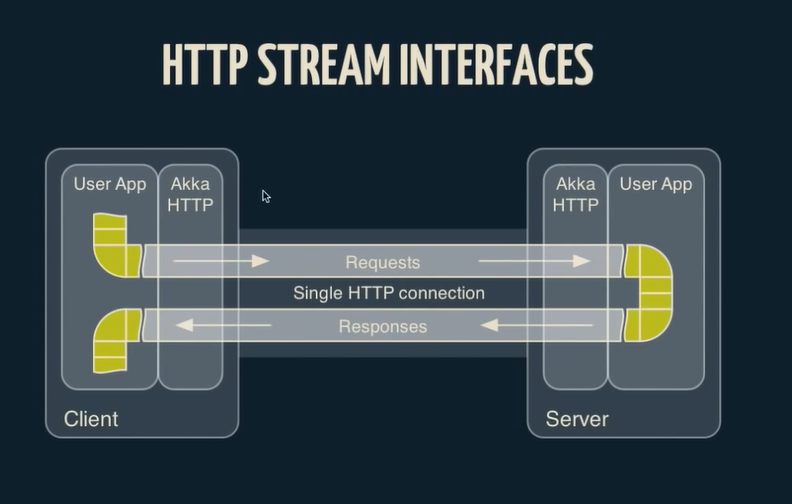 HTTP STREAM INTERFACES
User App
Akka
HTTP
Akka
HTTP
User App
Requests
Single HTTP connection
Responses
Client
Server